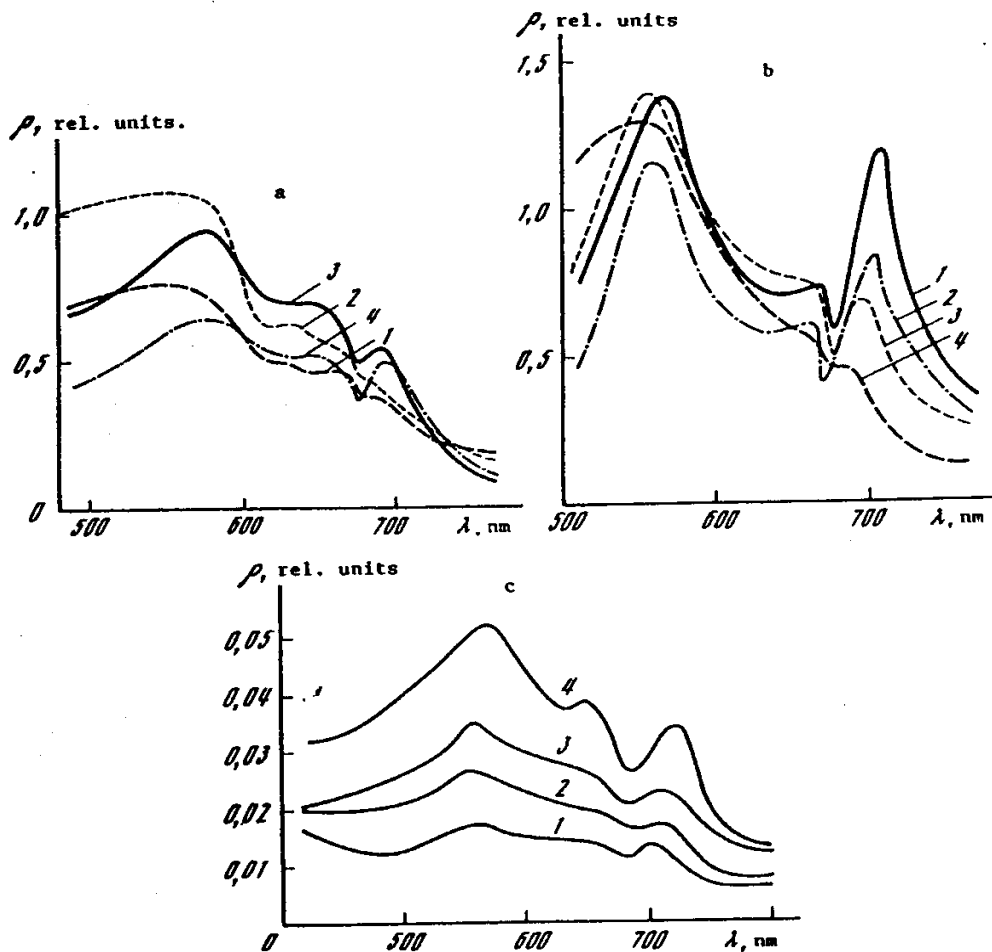 ρ, rel. units.
a
1,0
0,5
0
500 600 700 λ, nm
3
2
4
1
ρ, rel. units
b
1,5
1,0
0,5
500 600 700 λ, nm
1
2
3
4
ρ, rel. units
c
0,05
0,04
0,03
0,02
0,01
0 500 600 700 λ, nm
4
3
2
1